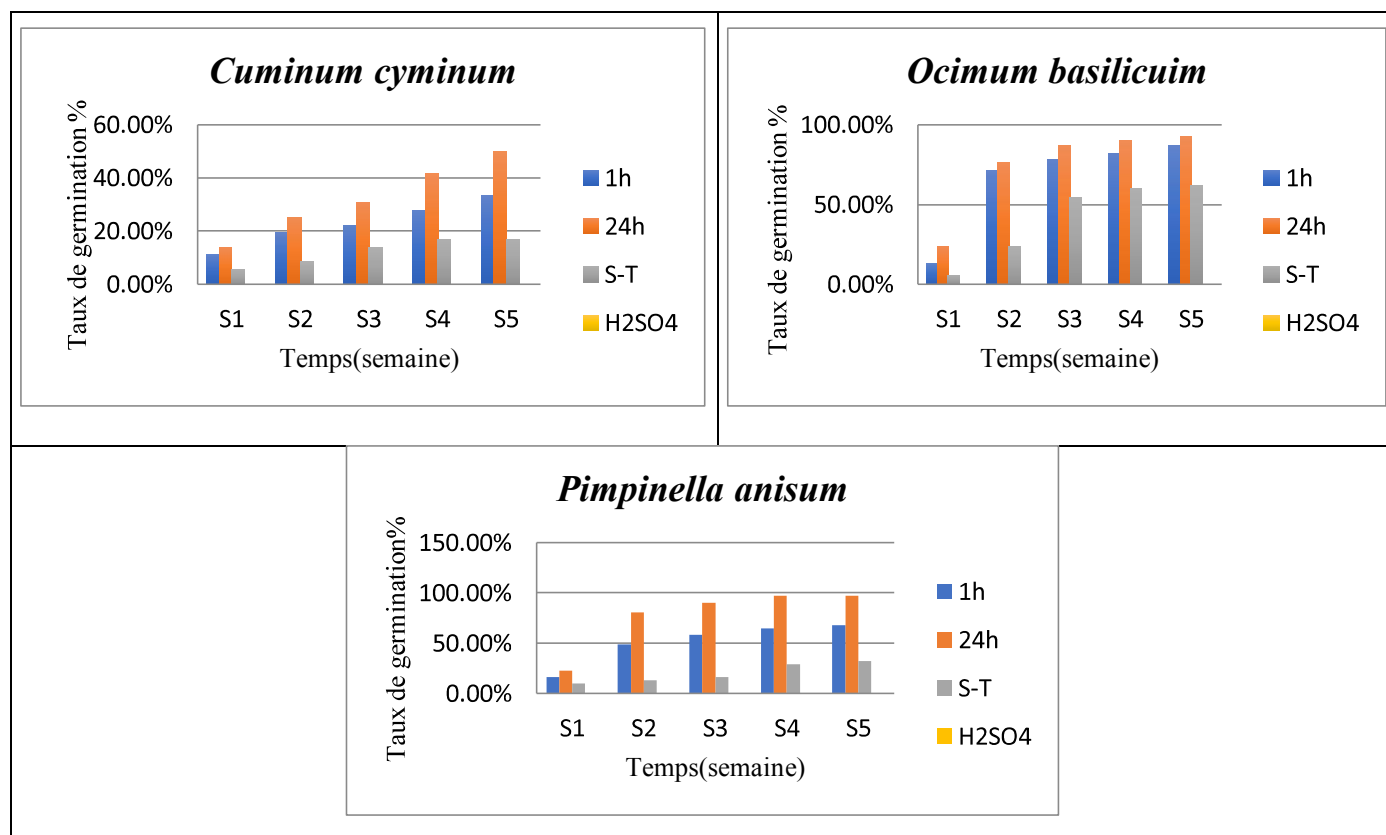 Cuminum cyminum
Taux de germination %
60.00%
40.00%
20.00%
0.00%
S1 S2 S3 S4 S5
Temps(semaine)
1h
24h
S-T
H2SO4
Ocimum basilicuim
Taux de germination %
100.00%
50.00%
0.00%
S1 S2 S3 S4 S5
Temps(semaine)
1h
24h
S-T
H2SO4
Pimpinella anisum
Taux de germination%
150.00%
100.00%
50.00%
0.00%
S1 S2 S3 S4 S5
Temps(semaine)
1h
24h
S-T
H2SO4